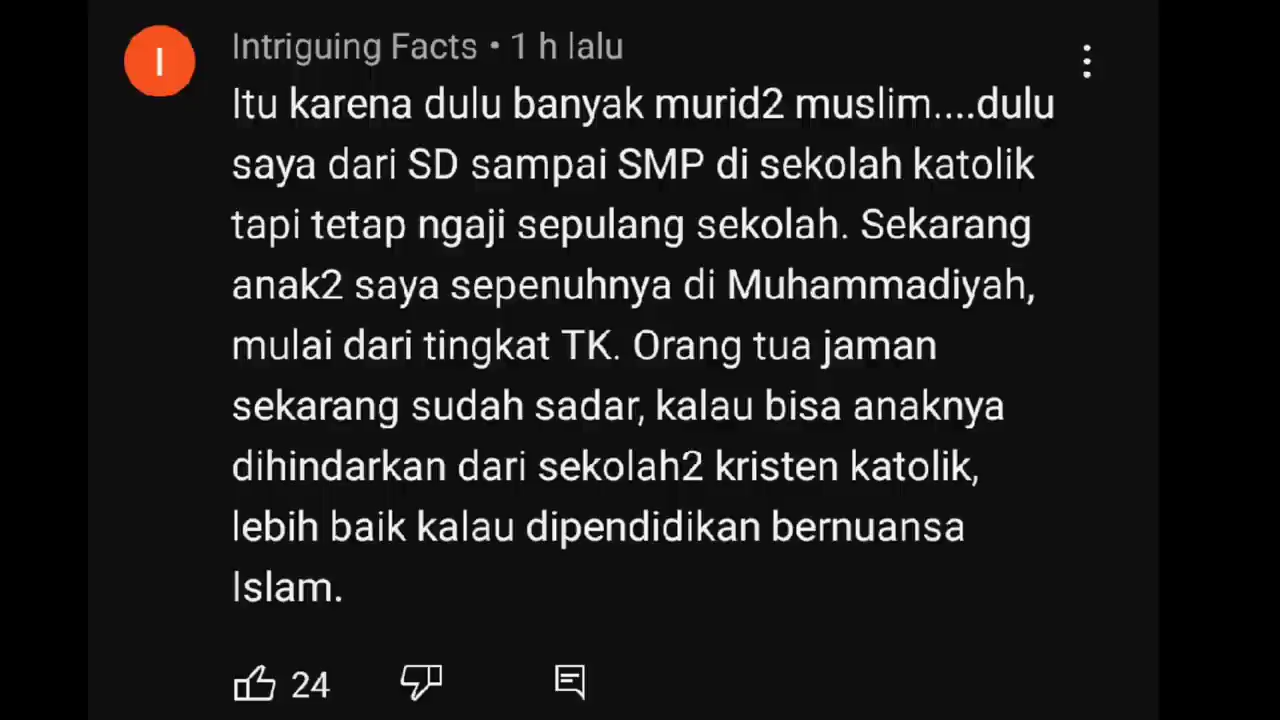 I
Intriguing Facts • 1 h lalu
Itu karena dulu banyak murid2 muslim....dulu
saya dari SD sampai SMP di sekolah katolik
tapi tetap ngaji sepulang sekolah. Sekarang
anak2 saya sepenuhnya di Muhammadiyah,
mulai dari tingkat TK. Orang tua jaman
sekarang sudah sadar, kalau bisa anaknya
dihindarkan dari sekolah2 kristen katolik,
lebih baik kalau dipendidikan bernuansa
Islam.
24